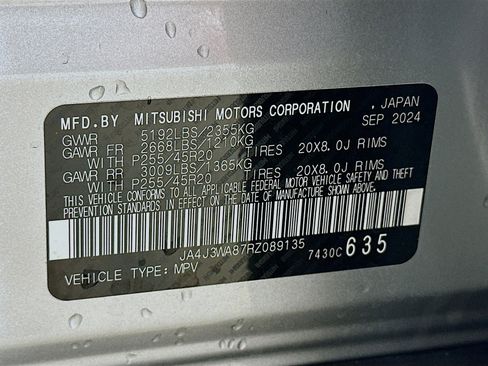 MFD.BY MITSUBISHI MOTORS CORPORATION , JAPAN
GVWR 5192LBS/2355KG SEP 2024
GAWR FR 2668LBS/1210KG
WITH P255/45R20 TIRES 20X8.0J RIMS
GAWR RR 3009LBS/1365KG
WITH P255/45R20 TIRES 20X8.0J RIMS
THIS VEHICLE CONFORMS TO ALL APPLICABLE FEDERAL MOTOR VEHICLE SAFETY AND THEFT
PREVENTION STANDARDS IN EFFECT ON THE DATE OF MANUFACTURE SHOWN ABOVE.
JA4J3WA87RZ089135 7430C 635
VEHICLE TYPE: MPV